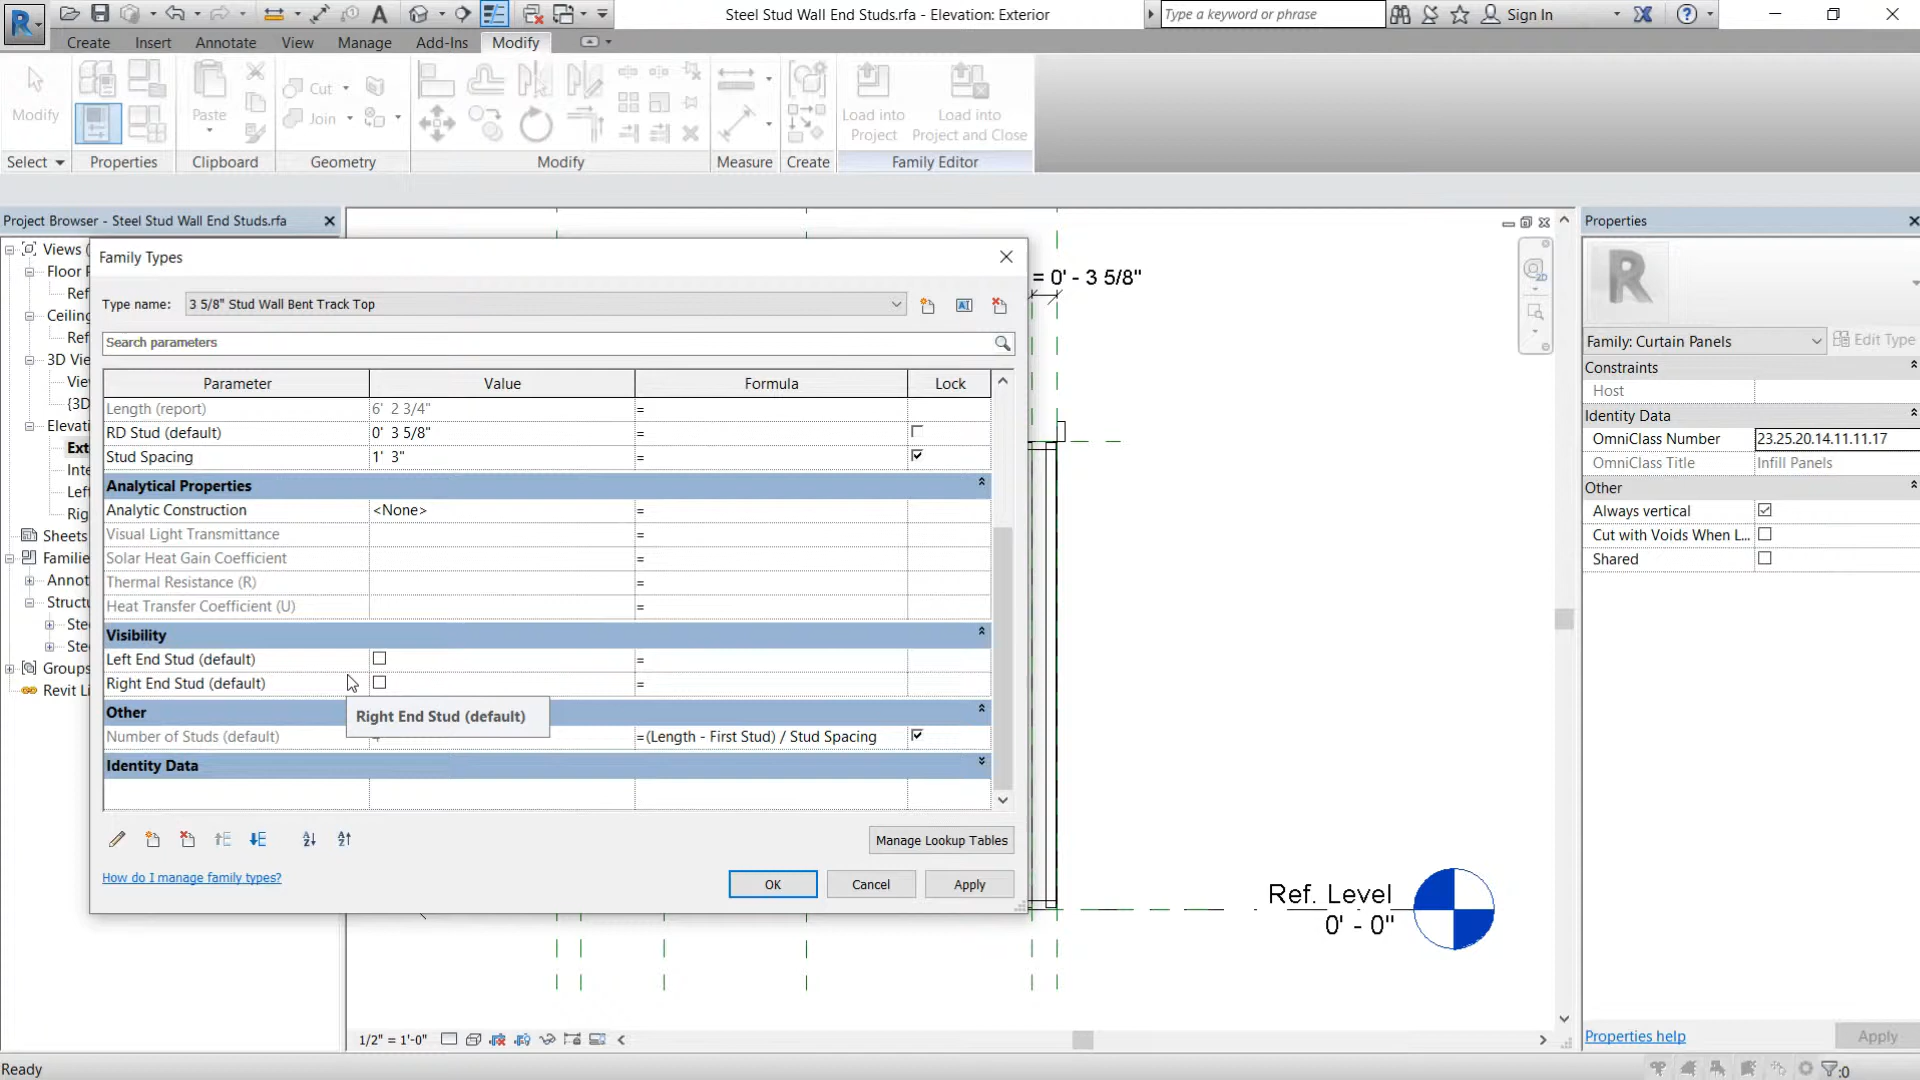 Steel Stud Wall End Studs.rfa - Elevation: Exterior
Type a keyword or phrase
Sign In
Create Insert Annotate View Manage Add-Ins Modify
Modify
Paste
Cut
Join
Load into
Project
Load into
Project and Close
Select Properties Clipboard Geometry Modify Measure Create Family Editor
Project Browser - Steel Stud Wall End Studs.rfa
Views (
Floor P
Ref
Ceiling
Ref
3D Vie
Viev
{3D
Elevati
Ext
Inte
Left
Rig
Sheets
Familie
Annot
Structu
Stee
Stee
Groups
Revit Li
Family Types
Type name: 3 5/8" Stud Wall Bent Track Top
Search parameters
Parameter Value Formula Lock
Length (report) 6' 2 3/4" =
RD Stud (default) 0' 3 5/8" =
Stud Spacing 1' 3" =
Analytical Properties
Analytic Construction <None> =
Visual Light Transmittance =
Solar Heat Gain Coefficient =
Thermal Resistance (R) =
Heat Transfer Coefficient (U) =
Visibility
Left End Stud (default) =
Right End Stud (default) =
Right End Stud (default)
Other
Number of Studs (default) =(Length - First Stud) / Stud Spacing
Identity Data
Manage Lookup Tables
How do I manage family types?
OK Cancel Apply
= 0' - 3 5/8"
Ref. Level
0' - 0"
1/2" = 1'-0"
Properties
Family: Curtain Panels Edit Type
Constraints
Host
Identity Data
OmniClass Number 23.25.20.14.11.11.17
OmniClass Title Infill Panels
Other
Always vertical
Cut with Voids When L...
Shared
Properties help Apply
Ready
:0